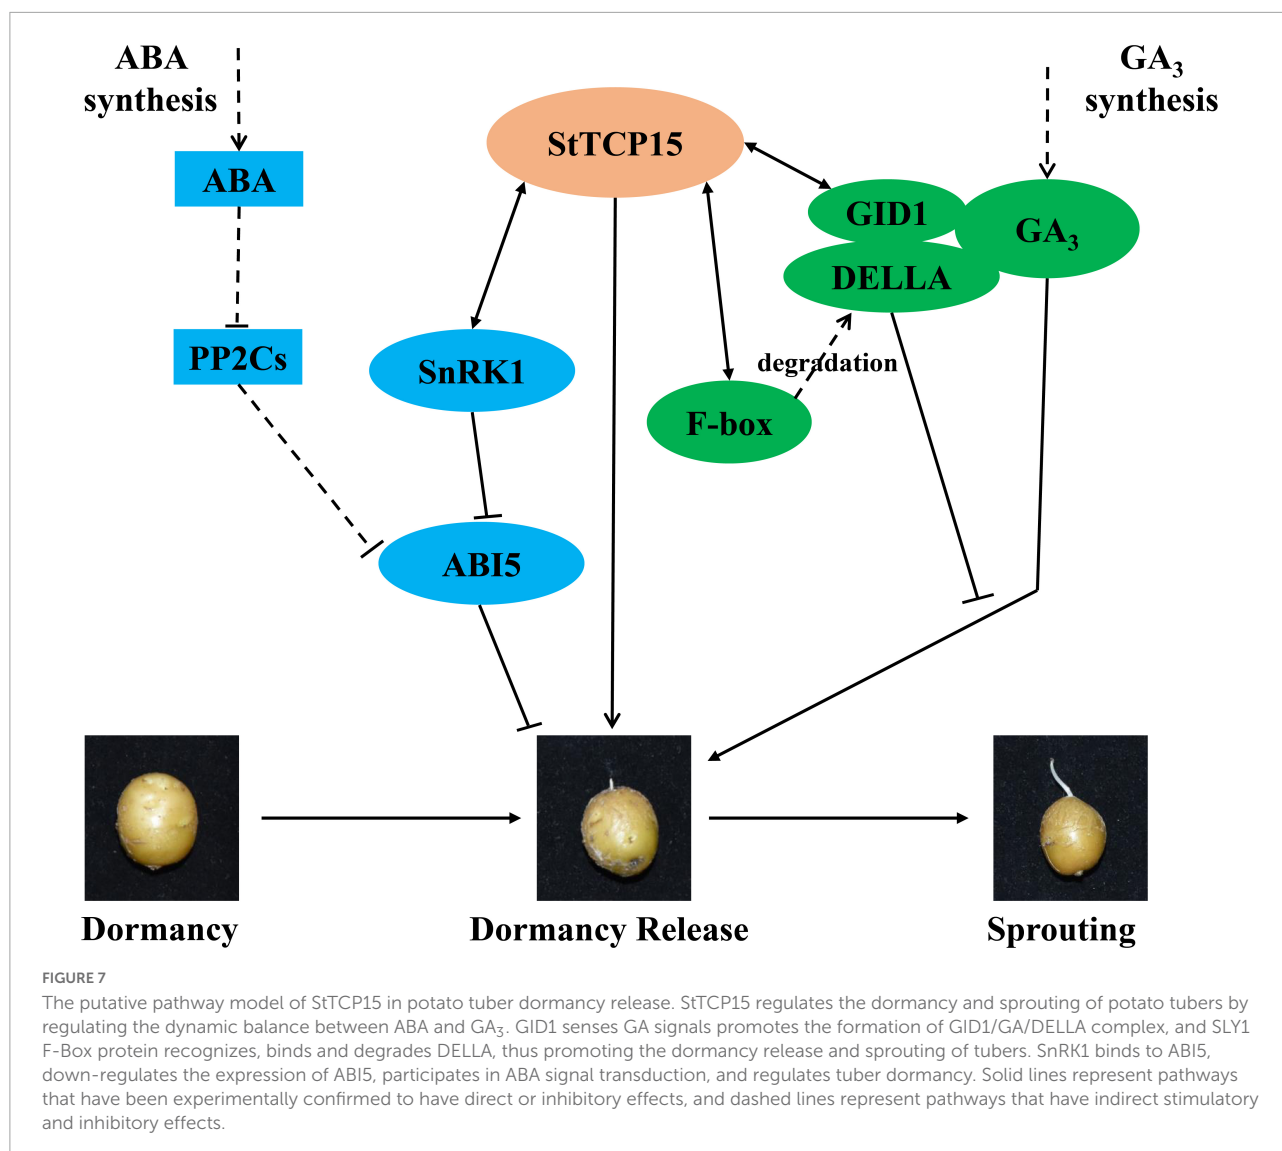 ABA
synthesis
GA₃
synthesis
StTCP15
ABA
GID1
GA₃
DELLA
PP2Cs
SnRK1
degradation
F-box
ABI5
Dormancy
Dormancy Release
Sprouting
FIGURE 7
The putative pathway model of StTCP15 in potato tuber dormancy release. StTCP15 regulates the dormancy and sprouting of potato tubers by
regulating the dynamic balance between ABA and GA₃. GID1 senses GA signals promotes the formation of GID1/GA/DELLA complex, and SLY1
F-Box protein recognizes, binds and degrades DELLA, thus promoting the dormancy release and sprouting of tubers. SnRK1 binds to ABI5,
down-regulates the expression of ABI5, participates in ABA signal transduction, and regulates tuber dormancy. Solid lines represent pathways
that have been experimentally confirmed to have direct or inhibitory effects, and dashed lines represent pathways that have indirect stimulatory
and inhibitory effects.